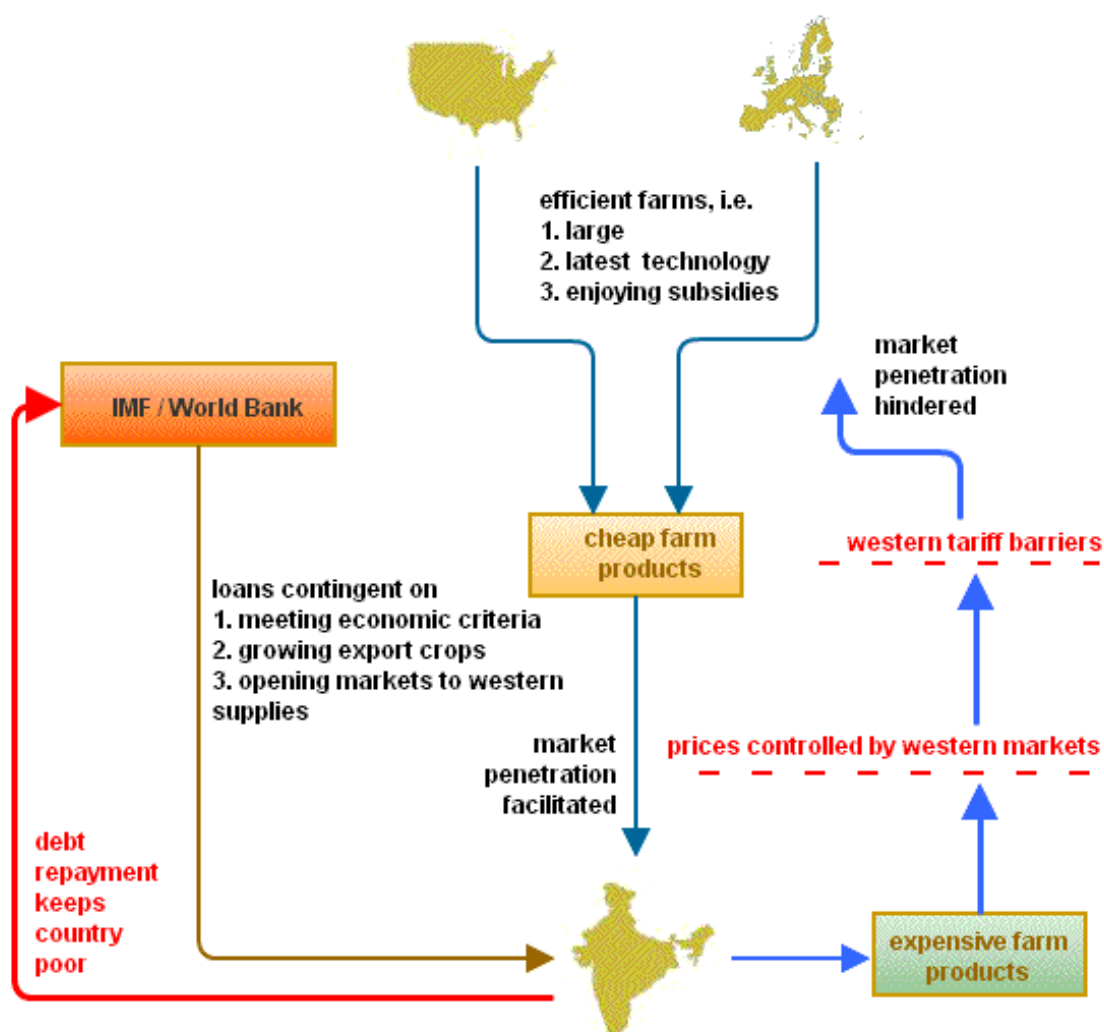 efficient farms, i.e.
1. large
2. latest technology
3. enjoying subsidies
market
penetration
hindered
IMF / World Bank
cheap farm
products
western tariff barriers
loans contingent on
1. meeting economic criteria
2. growing export crops
3. opening markets to western
supplies
market
penetration
facilitated
prices controlled by western markets
debt
repayment
keeps
country
poor
expensive farm
products